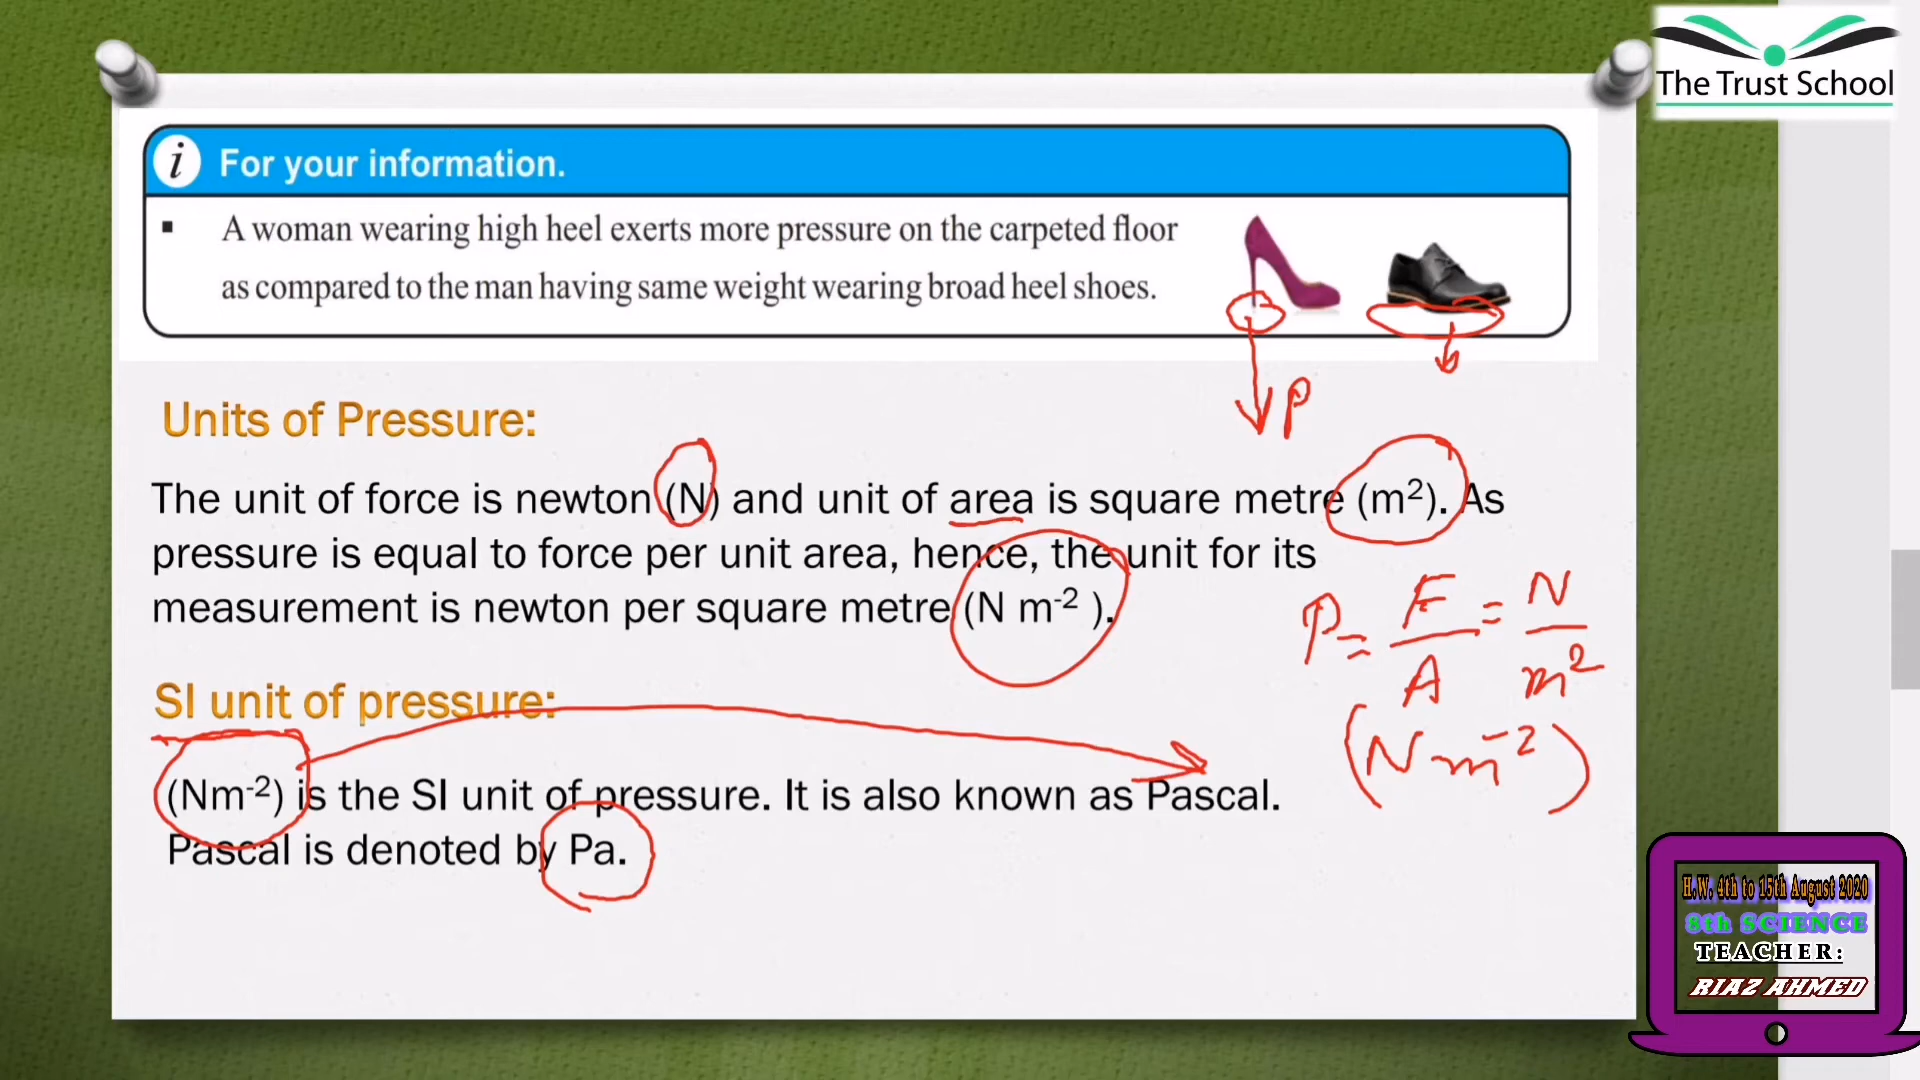 The Trust School
i For your information.
▪ A woman wearing high heel exerts more pressure on the carpeted floor
as compared to the man having same weight wearing broad heel shoes.
P
Units of Pressure:
The unit of force is newton (N) and unit of area is square metre (m²). As
pressure is equal to force per unit area, hence, the unit for its
measurement is newton per square metre (N m⁻² ).
P = F/A = N/m²
(Nm⁻²)
SI unit of pressure:
(Nm⁻²) is the SI unit of pressure. It is also known as Pascal.
Pascal is denoted by Pa.
H.W. 4th to 15th August 2020
8th SCIENCE
TEACHER:
RIAZ AHMED